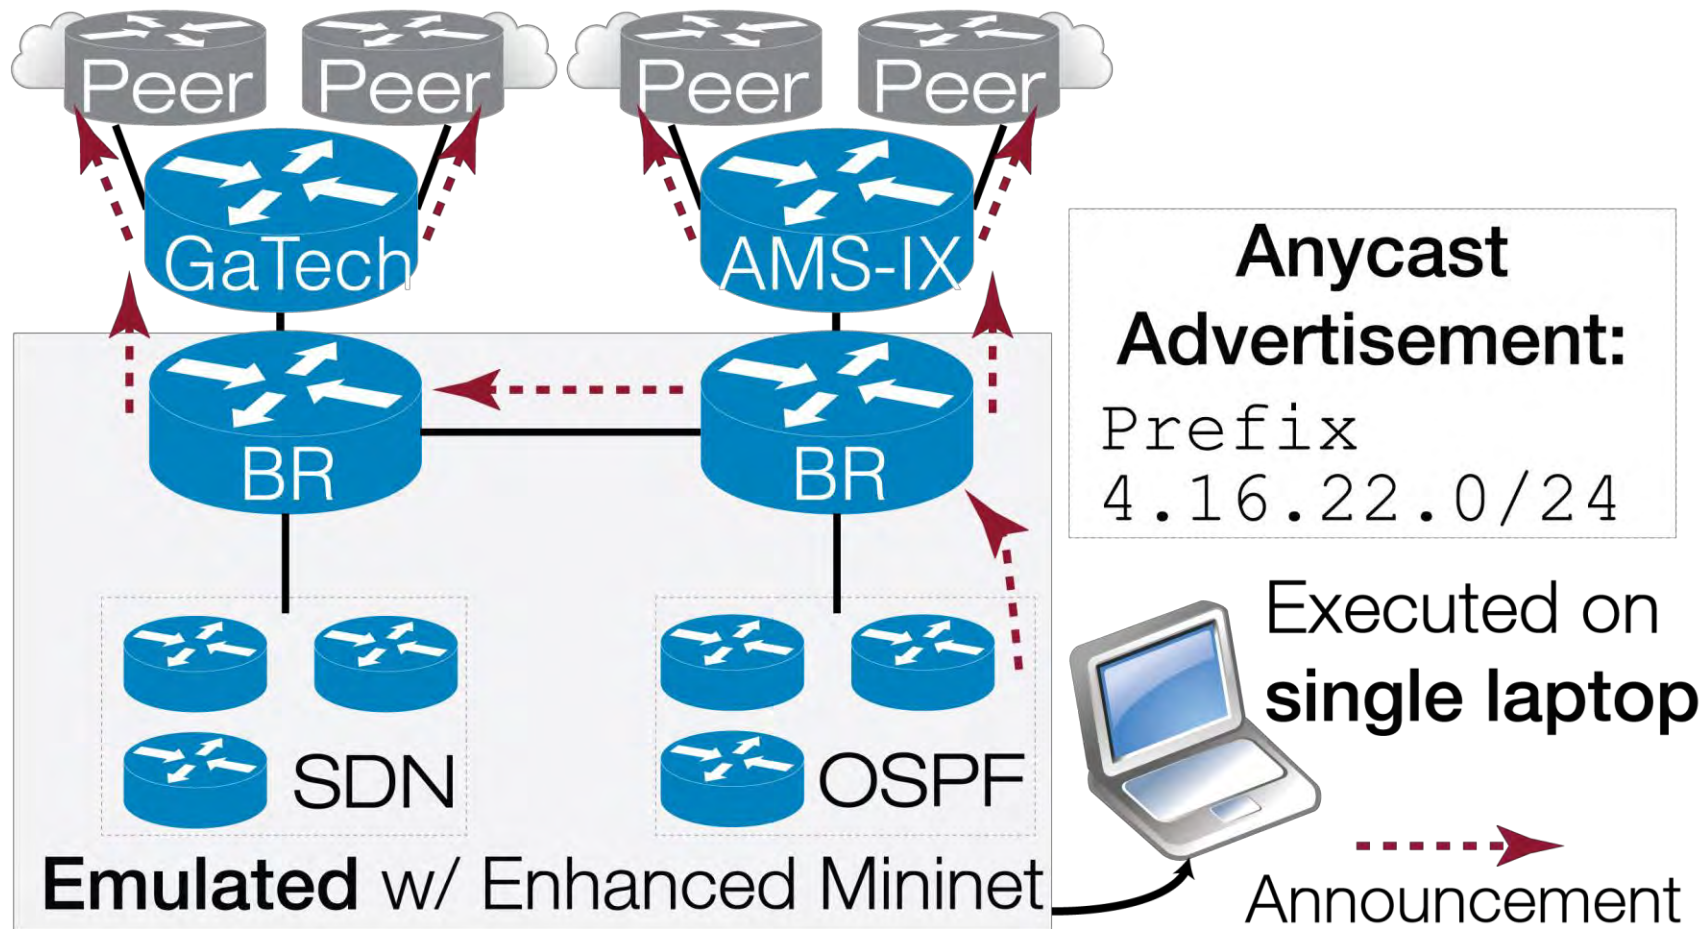 Peer
Peer
Peer
Peer
GaTech
AMS-IX
Anycast
Advertisement:
Prefix
4.16.22.0/24
BR
BR
SDN
OSPF
Executed on
single laptop
Emulated w/ Enhanced Mininet
Announcement